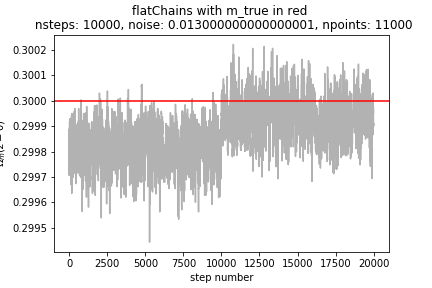 flatChains with m_true in red
nsteps: 10000, noise: 0.013000000000000001, npoints: 11000
0.3002
0.3001
0.3000
0.2999
0.2998
0.2997
0.2996
0.2995
0 2500 5000 7500 10000 12500 15000 17500 20000
step number